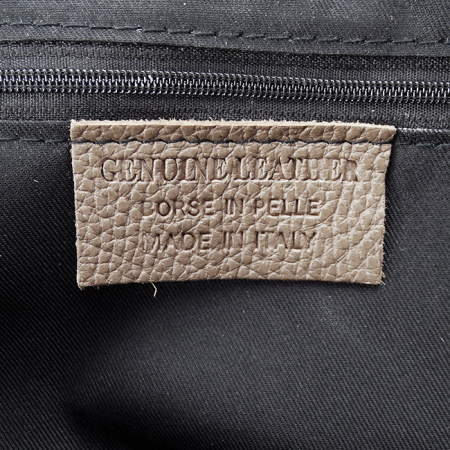 GENUINE LEATHER
BORSE IN PELLE
MADE IN ITALY